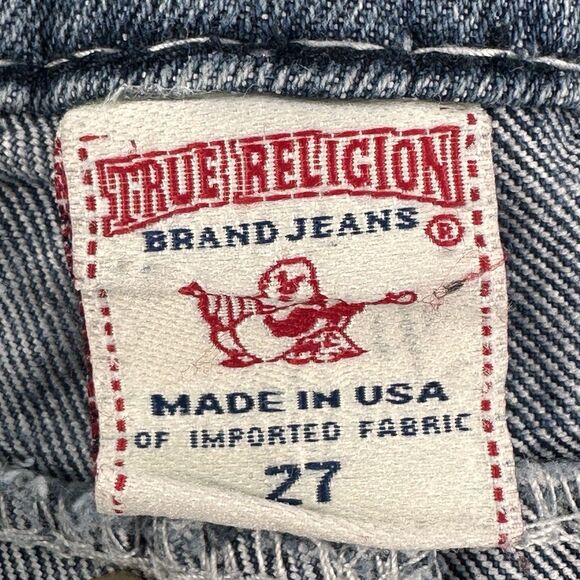 TRUE RELIGION
BRAND JEANS ®
MADE IN USA
OF IMPORTED FABRIC
27